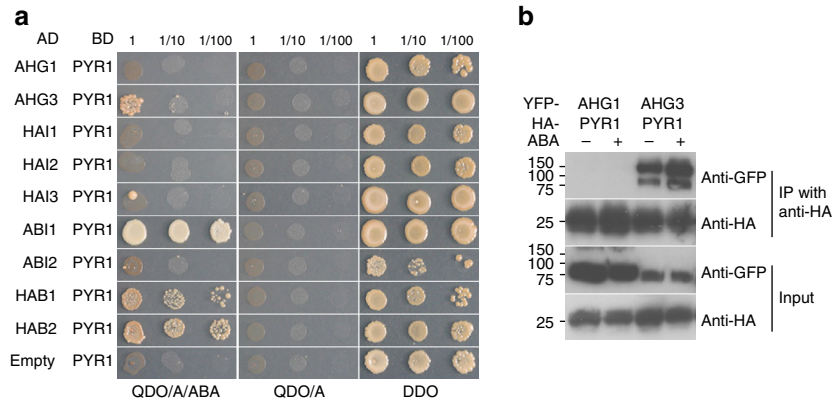 a
AD BD 1 1/10 1/100 1 1/10 1/100 1 1/10 1/100
AHG1 PYR1
AHG3 PYR1
HAI1 PYR1
HAI2 PYR1
HAI3 PYR1
ABI1 PYR1
ABI2 PYR1
HAB1 PYR1
HAB2 PYR1
Empty PYR1
QDO/A/ABA QDO/A DDO
b
YFP- AHG1 AHG3
HA- PYR1 PYR1
ABA – + – +
150
100
75
Anti-GFP
25
Anti-HA
IP with
anti-HA
150
100
75
Anti-GFP
25
Anti-HA
Input